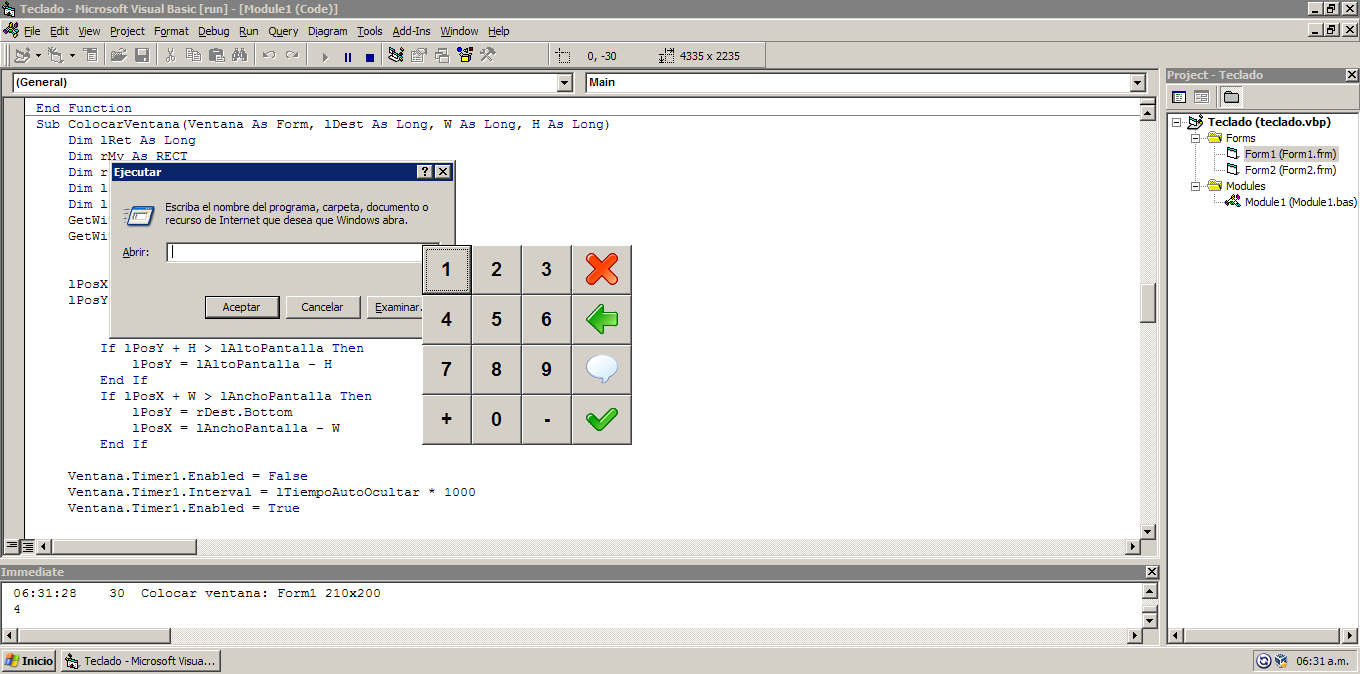 Teclado - Microsoft Visual Basic [run] - [Module1 (Code)]
File Edit View Project Format Debug Run Query Diagram Tools Add-Ins Window Help
0, -30 4335 x 2235
(General) Main
End Function
Sub ColocarVentana(Ventana As Form, lDest As Long, W As Long, H As Long)
Dim lRet As Long
Dim rMy As RECT
Dim r
Dim l
Dim l
GetWi
GetWi
lPosX
lPosY
If lPosY + H > lAltoPantalla Then
lPosY = lAltoPantalla - H
End If
If lPosX + W > lAnchoPantalla Then
lPosY = rDest.Bottom
lPosX = lAnchoPantalla - W
End If
Ventana.Timer1.Enabled = False
Ventana.Timer1.Interval = lTiempoAutoOcultar * 1000
Ventana.Timer1.Enabled = True
Ejecutar
Escriba el nombre del programa, carpeta, documento o
recurso de Internet que desea que Windows abra.
Abrir:
Aceptar Cancelar Examinar.
1 2 3
4 5 6
7 8 9
+ 0 -
Project - Teclado
Teclado (teclado.vbp)
Forms
Form1 (Form1.frm)
Form2 (Form2.frm)
Modules
Module1 (Module1.bas)
Immediate
06:31:28 30 Colocar ventana: Form1 210x200
4
Inicio Teclado - Microsoft Visua... 06:31 a.m.